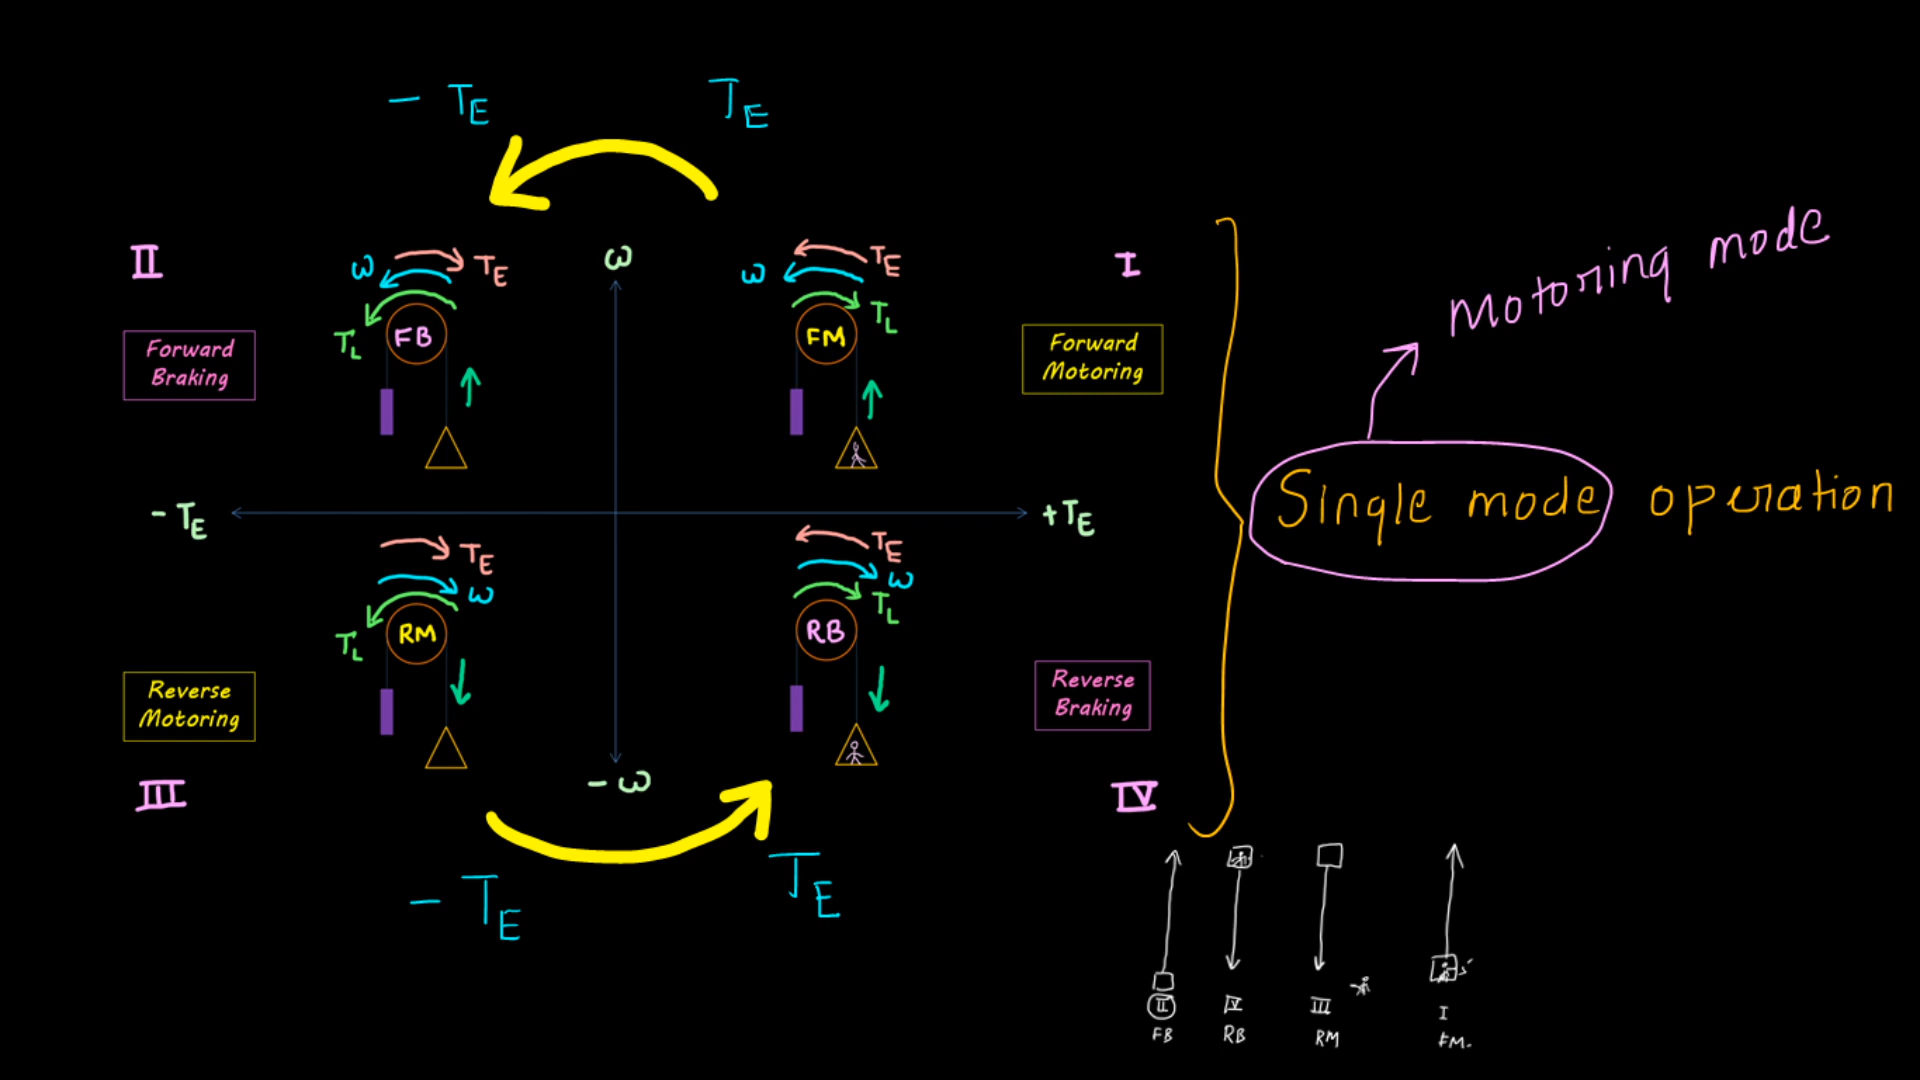 - TE
TE
II
ω
TE
TL
FB
Forward
Braking
ω
ω
TE
TL
FM
I
Forward
Motoring
Motoring mode
- TE
+TE
Single mode operation
TE
ω
TL
RM
Reverse
Motoring
III
- ω
TE
ω
TL
RB
Reverse
Braking
IV
- TE
TE
II
FB
IV
RB
III
RM
I
FM.